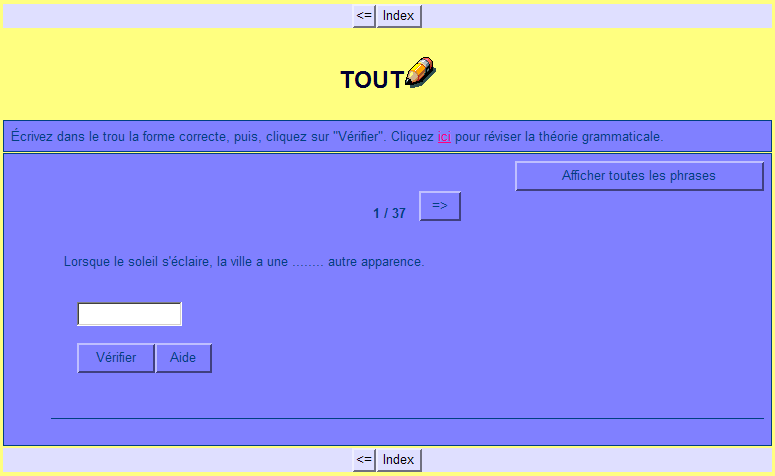 <= Index
TOUT
Écrivez dans le trou la forme correcte, puis, cliquez sur "Vérifier". Cliquez ici pour réviser la théorie grammaticale.
Afficher toutes les phrases
1 / 37 =>
Lorsque le soleil s'éclaire, la ville a une ........ autre apparence.
Vérifier Aide
<= Index